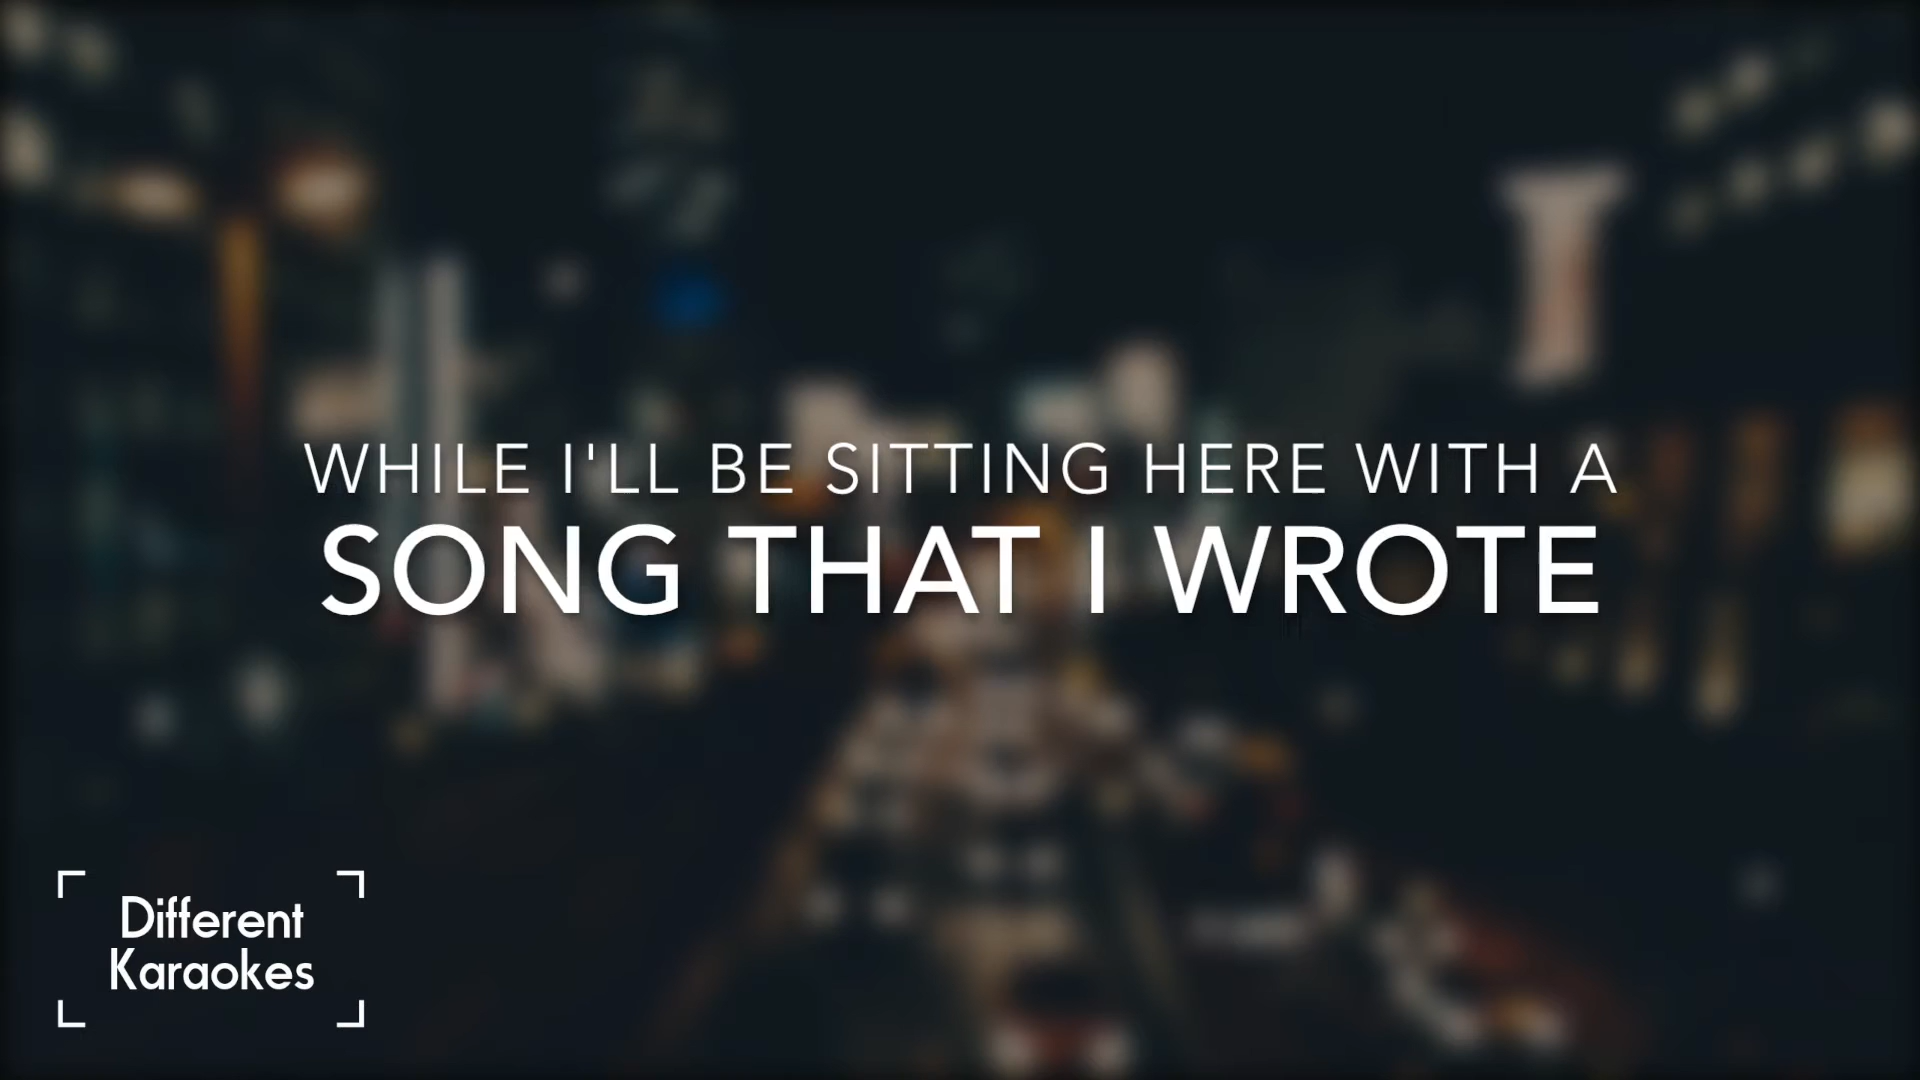 WHILE I'LL BE SITTING HERE WITH A
SONG THAT I WROTE
Different
Karaokes